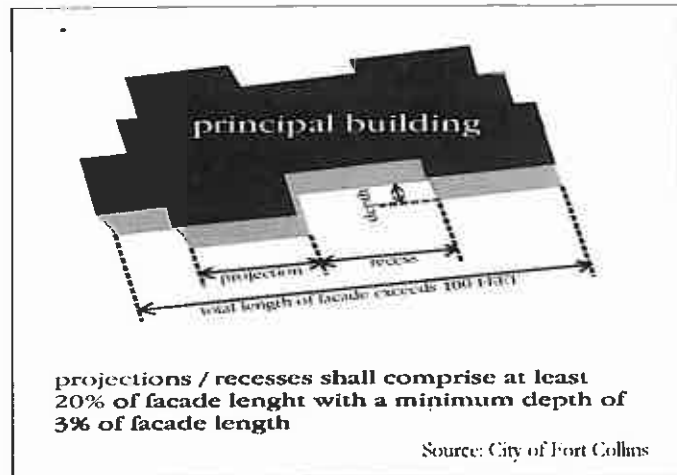 principal building
depth
projection
recess
total length of facade exceeds 100 FEET
projections / recesses shall comprise at least
20% of facade lenght with a minimum depth of
3% of facade length
Source: City of Fort Collins